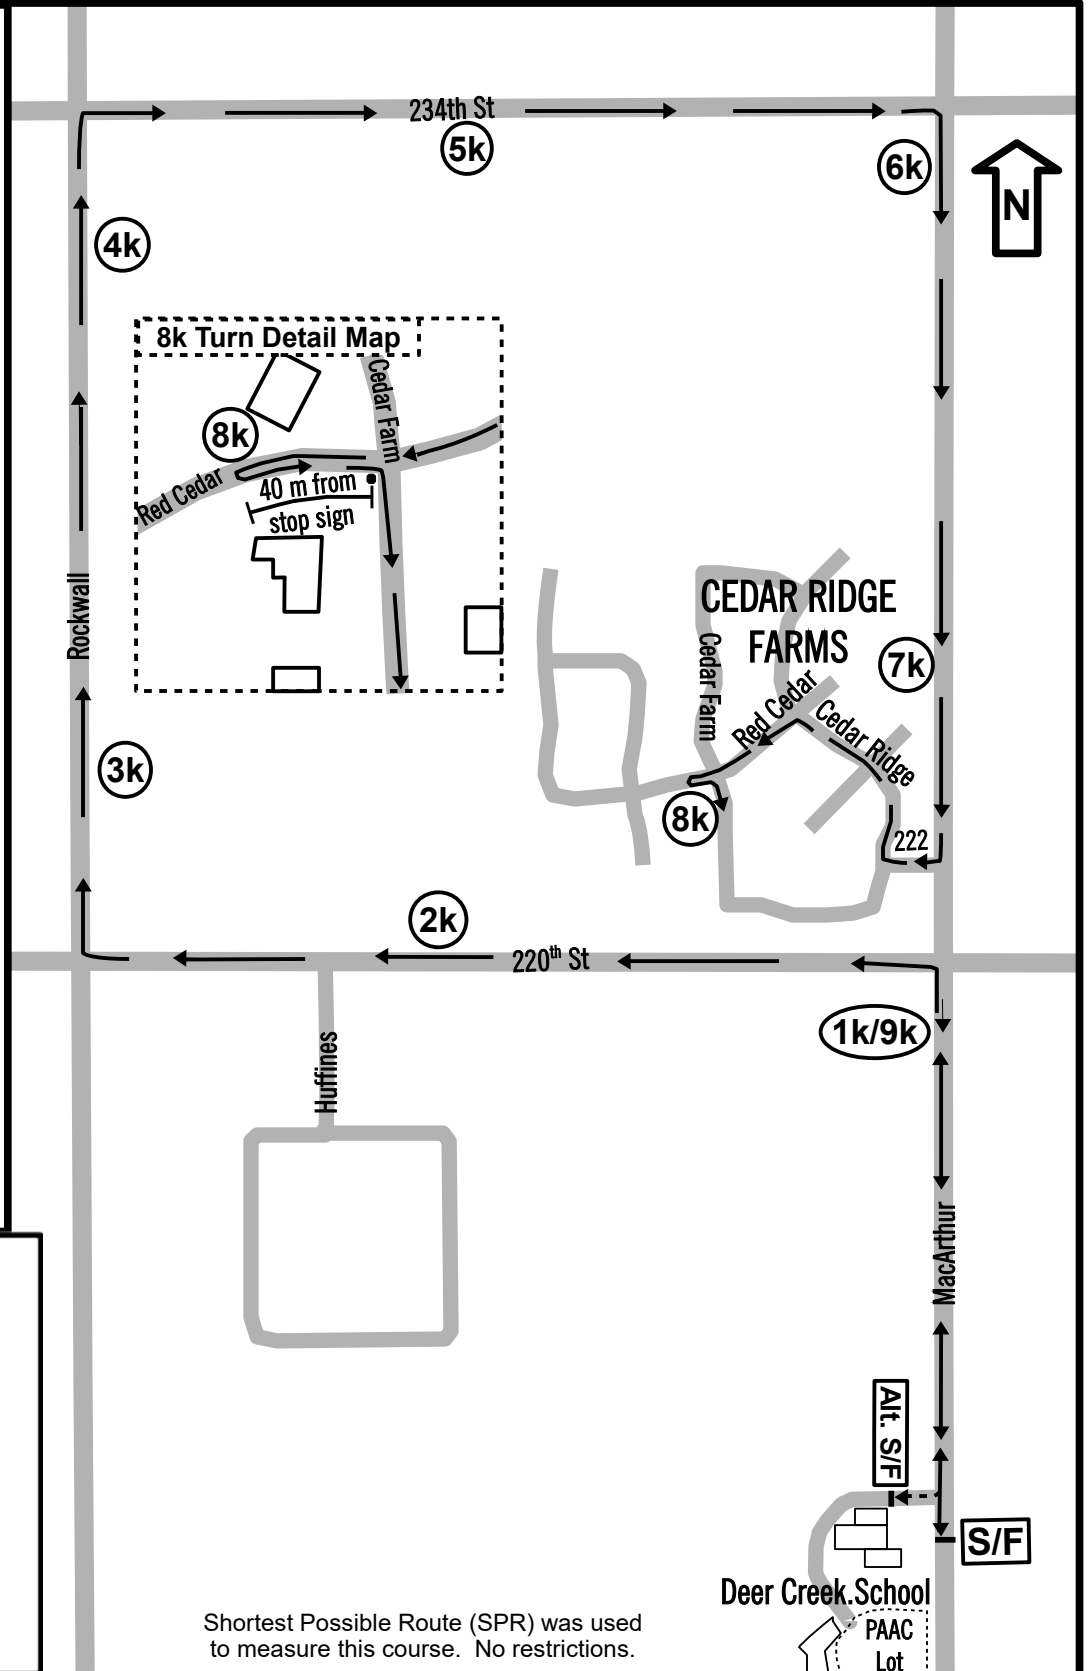 234th St
5k
6k
N
4k
8k Turn Detail Map
Cedar Farm
8k
Red Cedar
40 m from
stop sign
Rockwall
CEDAR RIDGE
FARMS
7k
Cedar Farm
Red Cedar
Cedar Ridge
3k
8k
222
2k
220th St
1k/9k
Huffines
MacArthur
Alt. S/F
S/F
Deer Creek.School
PAAC
Lot
Shortest Possible Route (SPR) was used
to measure this course. No restrictions.